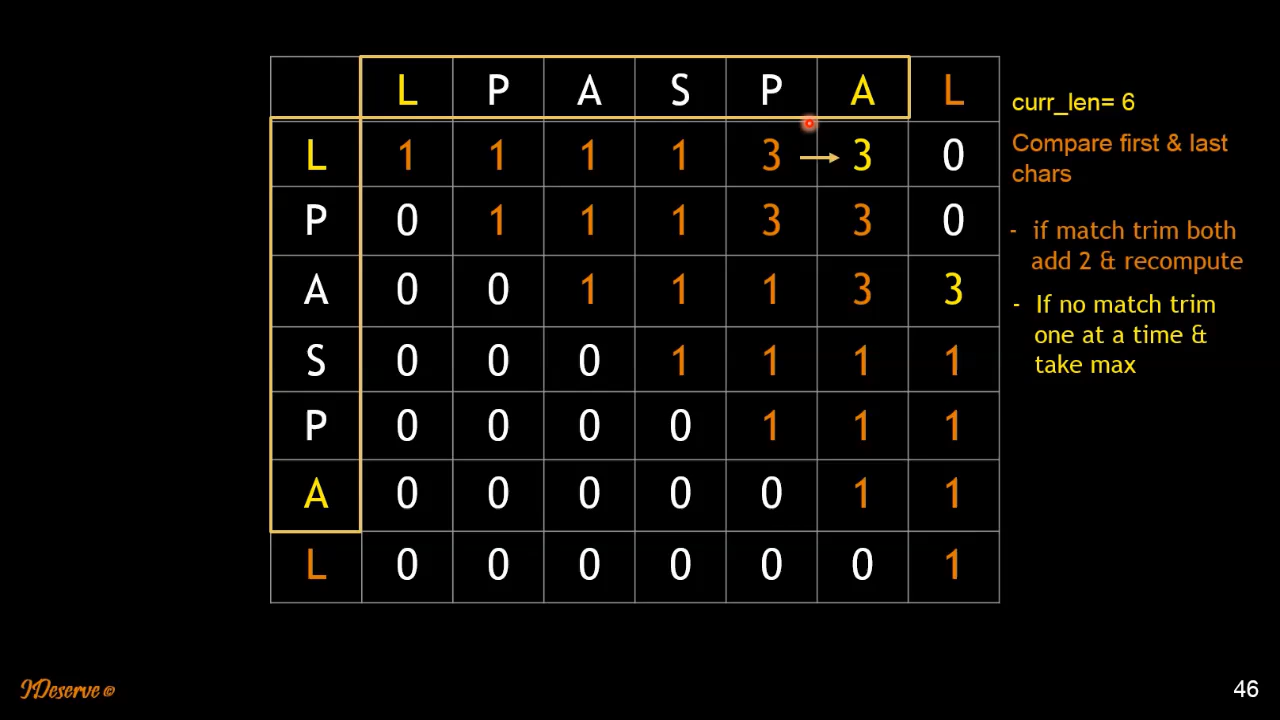 L P A S P A L
L 1 1 1 1 3 3 0
P 0 1 1 1 3 3 0
A 0 0 1 1 1 3 3
S 0 0 0 1 1 1 1
P 0 0 0 0 1 1 1
A 0 0 0 0 0 1 1
L 0 0 0 0 0 0 1
curr_len= 6
Compare first & last
chars
- if match trim both
add 2 & recompute
- If no match trim
one at a time &
take max
IDeserve ©
46